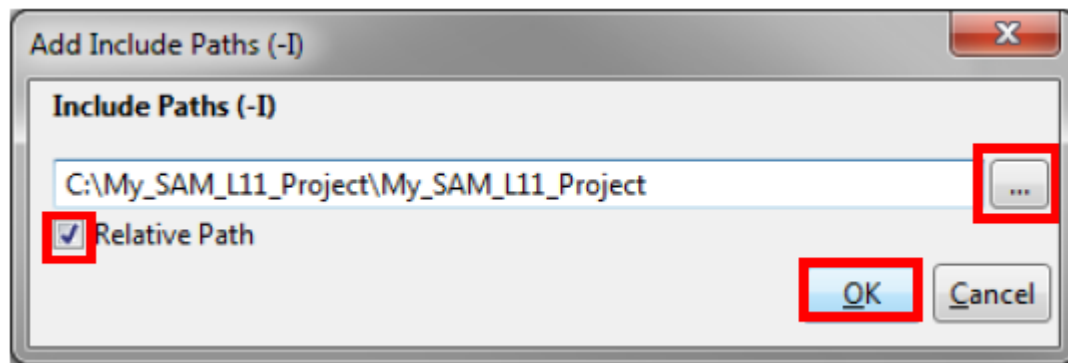 Add Include Paths (-I)
Include Paths (-I)
C:\My_SAM_L11_Project\My_SAM_L11_Project
...
Relative Path
OK
Cancel